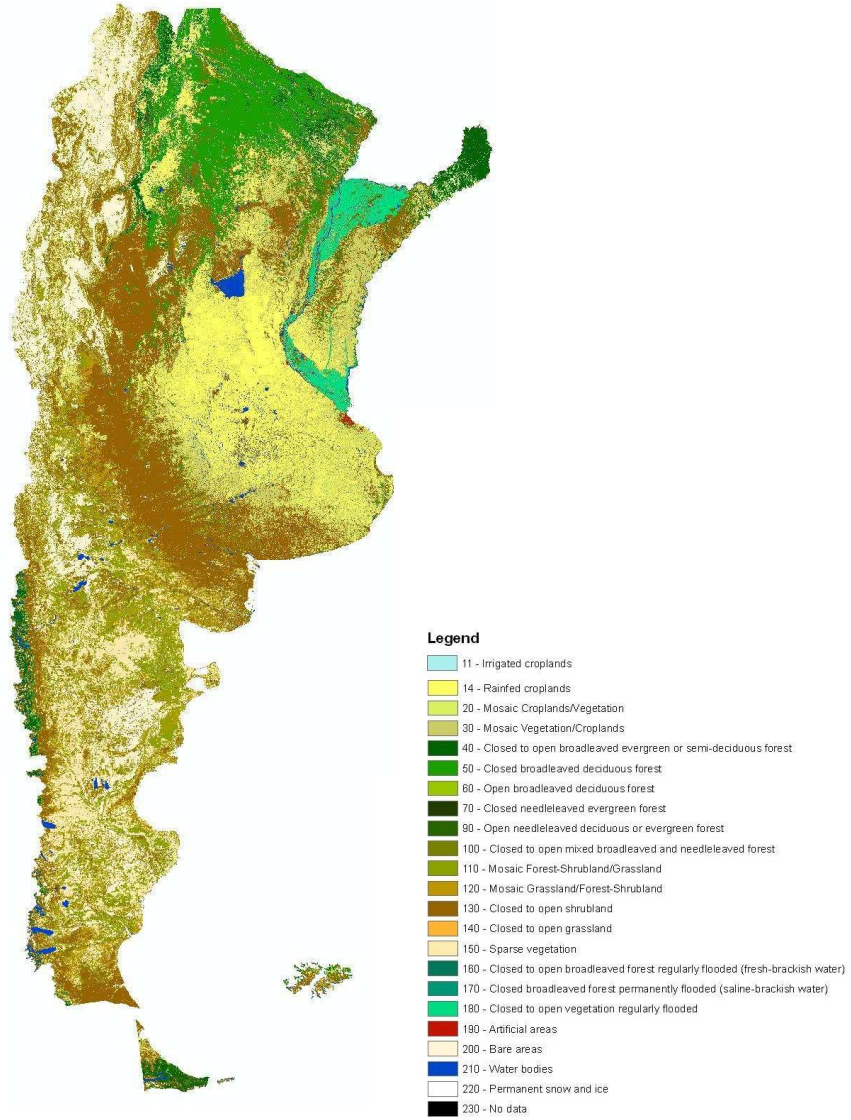 Legend
11 - Irrigated croplands
14 - Rainfed croplands
20 - Mosaic Croplands/Vegetation
30 - Mosaic Vegetation/Croplands
40 - Closed to open broadleaved evergreen or semi-deciduous forest
50 - Closed broadleaved deciduous forest
60 - Open broadleaved deciduous forest
70 - Closed needleleaved evergreen forest
90 - Open needleleaved deciduous or evergreen forest
100 - Closed to open mixed broadleaved and needleleaved forest
110 - Mosaic Forest-Shrubland/Grassland
120 - Mosaic Grassland/Forest-Shrubland
130 - Closed to open shrubland
140 - Closed to open grassland
150 - Sparse vegetation
160 - Closed to open broadleaved forest regularly flooded (fresh-brackish water)
170 - Closed broadleaved forest permanently flooded (saline-brackish water)
180 - Closed to open vegetation regularly flooded
190 - Artificial areas
200 - Bare areas
210 - Water bodies
220 - Permanent snow and ice
230 - No data